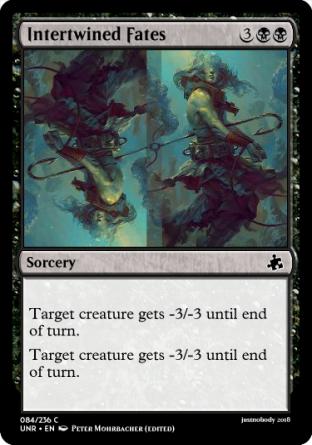 Intertwined Fates 3
Sorcery
Target creature gets -3/-3 until end
of turn.
Target creature gets -3/-3 until end
of turn.
084/236 C
UNR • EN Peter Mohrbacher (edited)
justnobody 2018